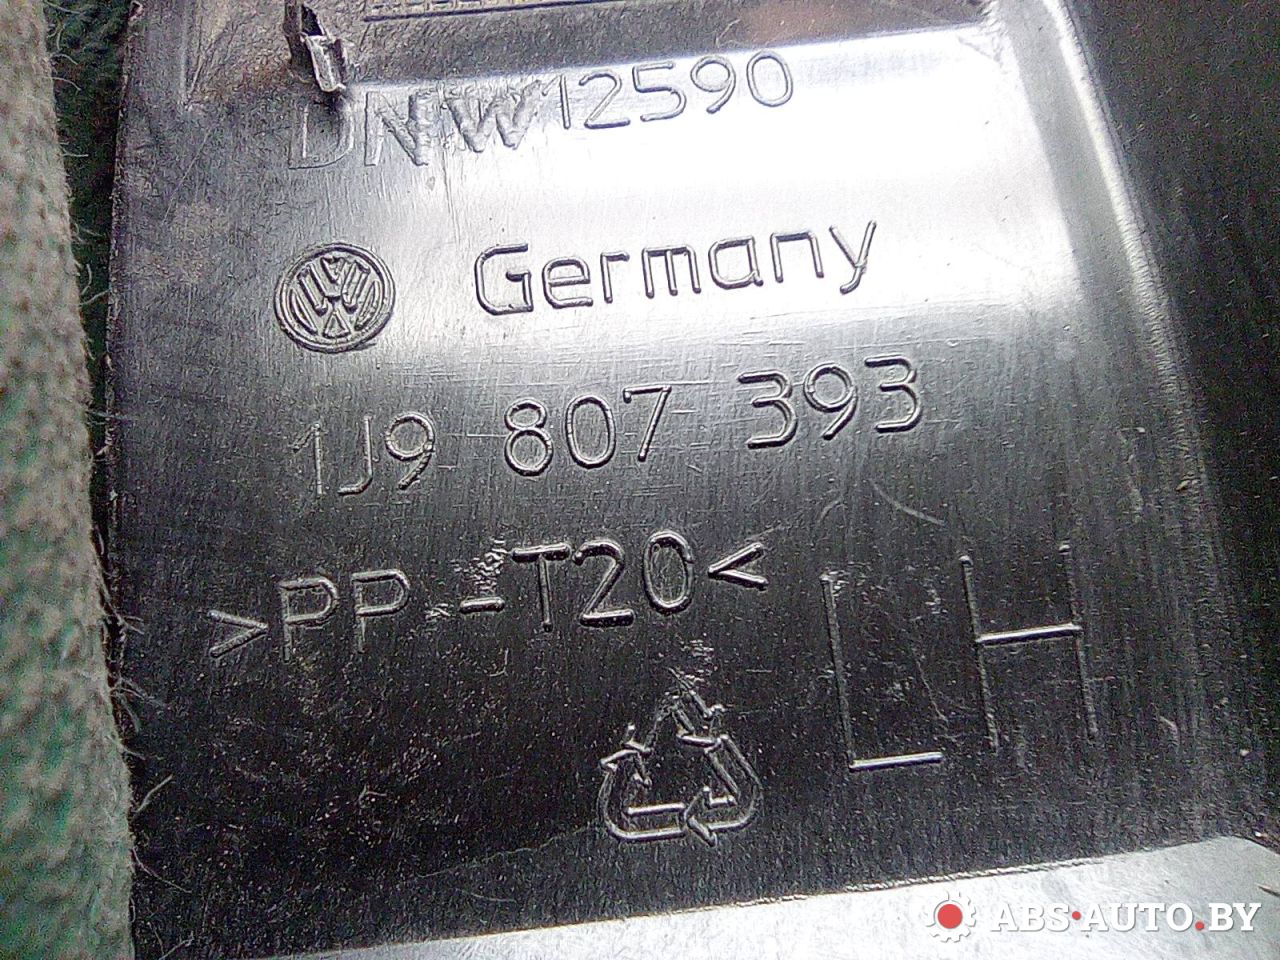 DNW12590
Germany
1J9 807 393
>PP-T20<
LH
ABS-AUTO.BY